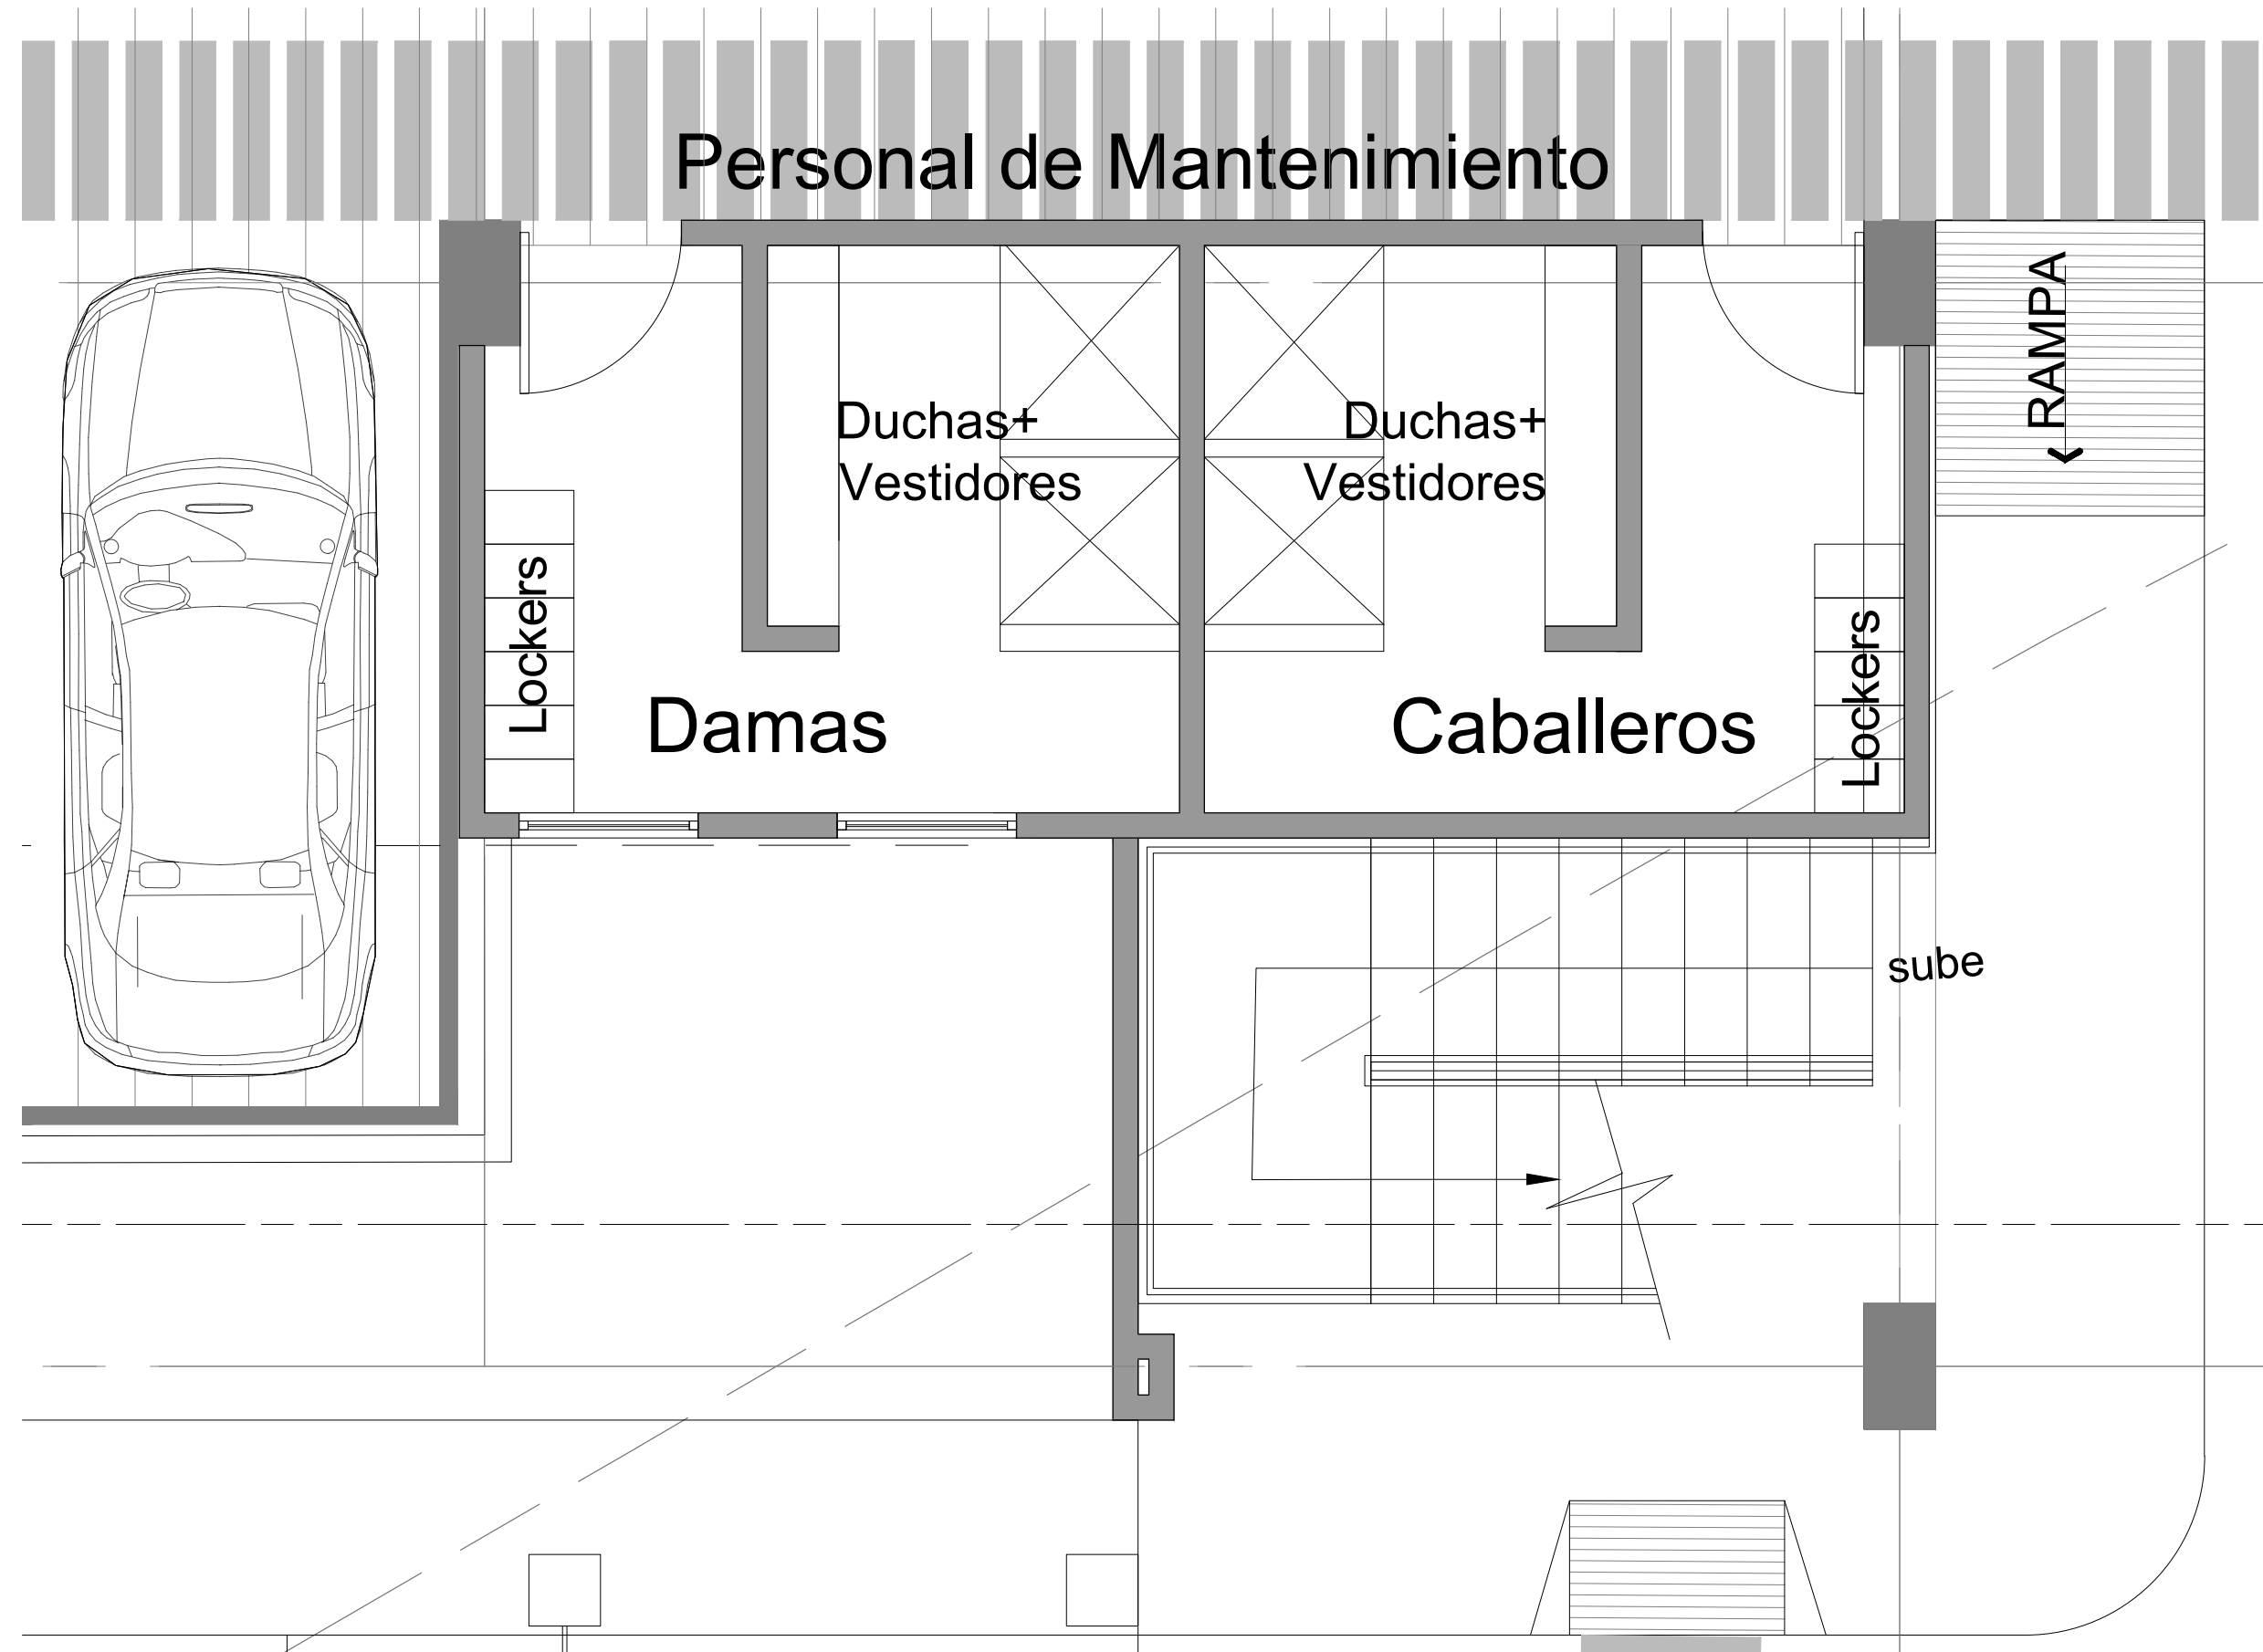 Personal de Mantenimiento
RAMPA
Duchas+
Vestidores
Duchas+
Vestidores
Lockers
Damas
Caballeros
Lockers
sube